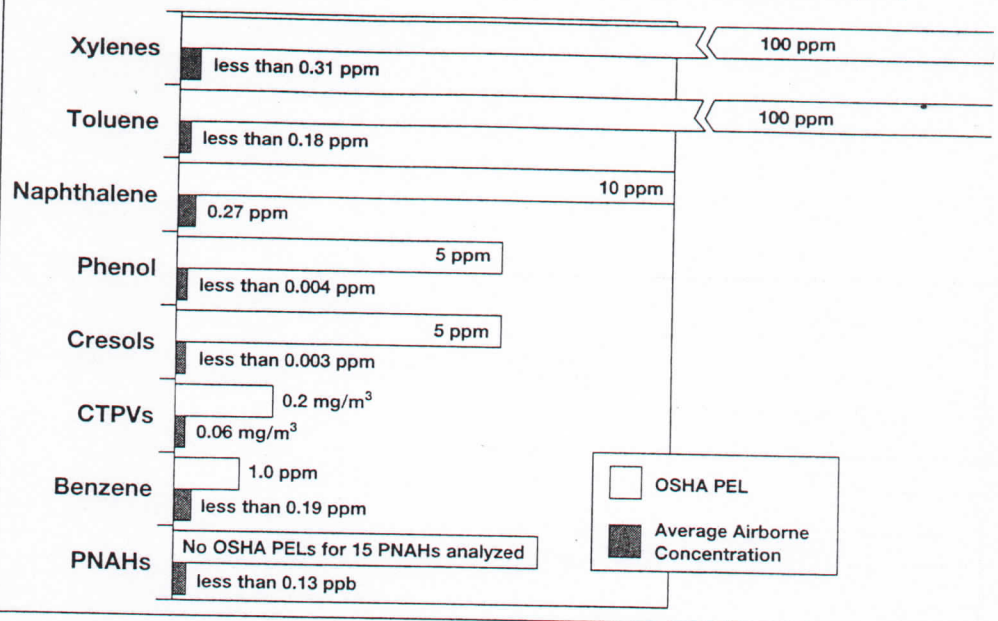 Xylenes
100 ppm
less than 0.31 ppm
Toluene
100 ppm
less than 0.18 ppm
Naphthalene
10 ppm
0.27 ppm
Phenol
5 ppm
less than 0.004 ppm
Cresols
5 ppm
less than 0.003 ppm
CTPVs
0.2 mg/m³
0.06 mg/m³
Benzene
1.0 ppm
less than 0.19 ppm
PNAHs
No OSHA PELs for 15 PNAHs analyzed
less than 0.13 ppb
OSHA PEL
Average Airborne
Concentration